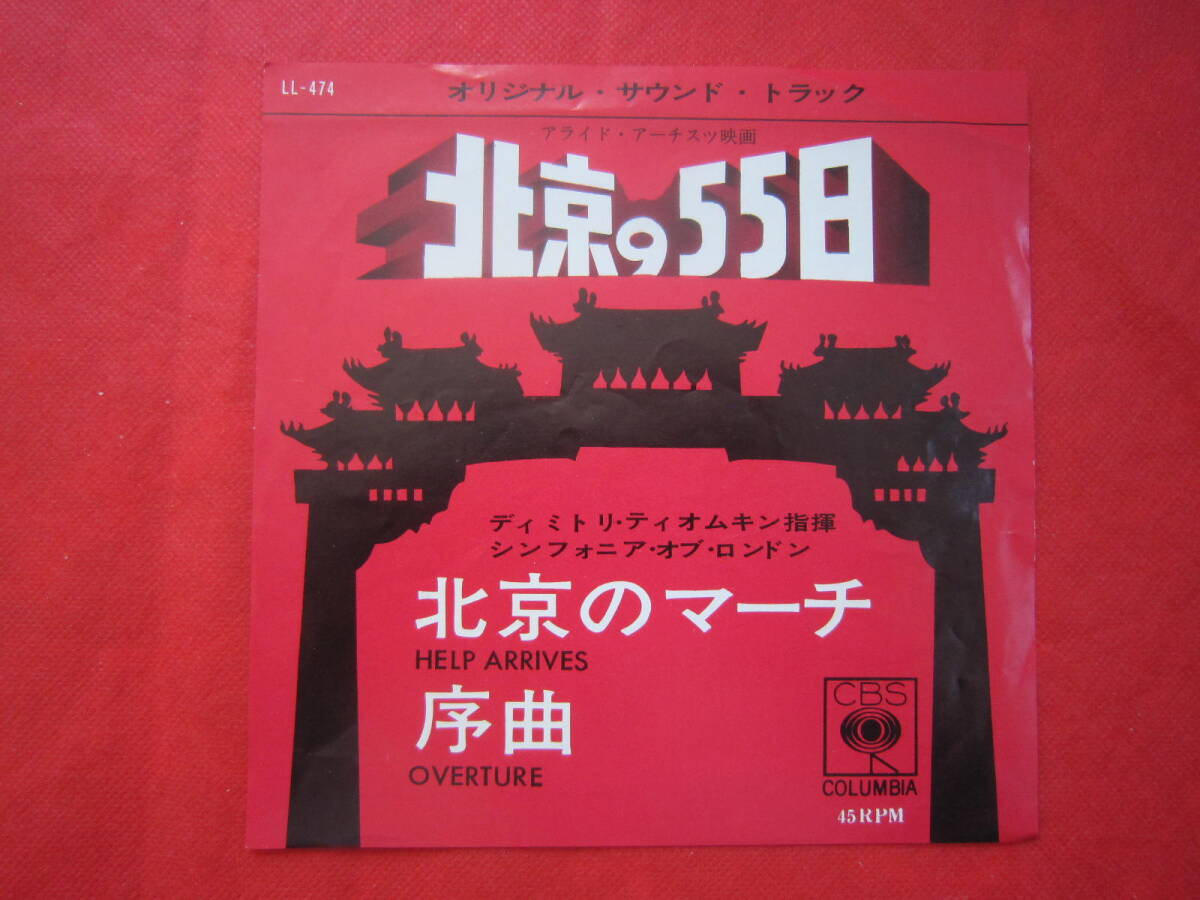 LL-474
オリジナル・サウンド・トラック
アライド・アーチスツ映画
北京の55日
ディミトリ・ティオムキン指揮
シンフォニア・オブ・ロンドン
北京のマーチ
HELP ARRIVES
序曲
OVERTURE
CBS
COLUMBIA
45RPM